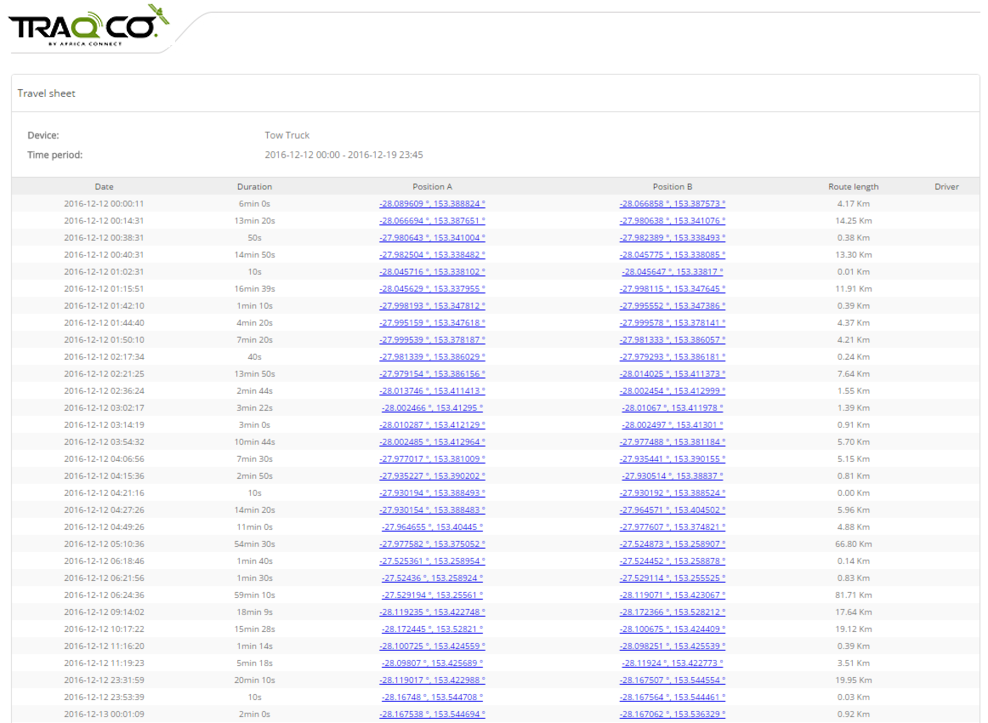 TRAQCO.
BY AFRICA CONNECT
Travel sheet
Device: Tow Truck
Time period: 2016-12-12 00:00 - 2016-12-19 23:45
Date Duration Position A Position B Route length Driver
2016-12-12 00:00:11 6min 0s -28.089609 °, 153.388824 ° -28.066858 °, 153.387573 ° 4.17 Km
2016-12-12 00:14:31 13min 20s -28.066694 °, 153.387651 ° -27.980638 °, 153.341076 ° 14.25 Km
2016-12-12 00:38:31 50s -27.980643 °, 153.341004 ° -27.982389 °, 153.338493 ° 0.38 Km
2016-12-12 00:40:31 14min 50s -27.982504 °, 153.338482 ° -28.045775 °, 153.338085 ° 13.30 Km
2016-12-12 01:02:31 10s -28.045716 °, 153.338102 ° -28.045647 °, 153.33817 ° 0.01 Km
2016-12-12 01:15:51 16min 39s -28.045629 °, 153.337955 ° -27.998115 °, 153.347645 ° 11.91 Km
2016-12-12 01:42:10 1min 10s -27.998193 °, 153.347812 ° -27.995552 °, 153.347386 ° 0.39 Km
2016-12-12 01:44:40 4min 20s -27.995159 °, 153.347618 ° -27.999578 °, 153.378141 ° 4.37 Km
2016-12-12 01:50:10 7min 20s -27.999539 °, 153.378187 ° -27.981333 °, 153.386057 ° 4.21 Km
2016-12-12 02:17:34 40s -27.981339 °, 153.386029 ° -27.979293 °, 153.386181 ° 0.24 Km
2016-12-12 02:21:25 13min 50s -27.979154 °, 153.386156 ° -28.014025 °, 153.411373 ° 7.64 Km
2016-12-12 02:36:24 2min 44s -28.013746 °, 153.411413 ° -28.002454 °, 153.412999 ° 1.55 Km
2016-12-12 03:02:17 3min 22s -28.002466 °, 153.41295 ° -28.01067 °, 153.411978 ° 1.39 Km
2016-12-12 03:14:19 3min 0s -28.010287 °, 153.412129 ° -28.002497 °, 153.41301 ° 0.91 Km
2016-12-12 03:54:32 10min 44s -28.002485 °, 153.412964 ° -27.977488 °, 153.381184 ° 5.70 Km
2016-12-12 04:06:56 7min 30s -27.977017 °, 153.381009 ° -27.935441 °, 153.390155 ° 5.15 Km
2016-12-12 04:15:36 2min 50s -27.935227 °, 153.390202 ° -27.930514 °, 153.38837 ° 0.81 Km
2016-12-12 04:21:16 10s -27.930194 °, 153.388493 ° -27.930192 °, 153.388524 ° 0.00 Km
2016-12-12 04:27:26 14min 20s -27.930154 °, 153.388483 ° -27.964571 °, 153.404502 ° 5.96 Km
2016-12-12 04:49:26 11min 0s -27.964655 °, 153.40445 ° -27.977607 °, 153.374821 ° 4.88 Km
2016-12-12 05:10:36 54min 30s -27.977582 °, 153.375052 ° -27.524873 °, 153.258907 ° 66.80 Km
2016-12-12 06:18:46 1min 40s -27.525361 °, 153.258954 ° -27.524452 °, 153.258878 ° 0.14 Km
2016-12-12 06:21:56 1min 30s -27.52436 °, 153.258924 ° -27.529114 °, 153.255525 ° 0.83 Km
2016-12-12 06:24:36 59min 10s -27.529194 °, 153.25561 ° -28.119071 °, 153.423067 ° 81.71 Km
2016-12-12 09:14:02 18min 9s -28.119235 °, 153.422748 ° -28.172366 °, 153.528212 ° 17.64 Km
2016-12-12 10:17:22 15min 28s -28.172445 °, 153.52821 ° -28.100675 °, 153.424409 ° 19.12 Km
2016-12-12 11:16:20 1min 14s -28.100725 °, 153.424559 ° -28.098251 °, 153.425539 ° 0.39 Km
2016-12-12 11:19:23 5min 18s -28.09807 °, 153.425689 ° -28.11924 °, 153.422773 ° 3.51 Km
2016-12-12 23:31:59 20min 10s -28.119017 °, 153.422988 ° -28.167507 °, 153.544554 ° 19.95 Km
2016-12-12 23:53:39 10s -28.16748 °, 153.544708 ° -28.167564 °, 153.544461 ° 0.03 Km
2016-12-13 00:01:09 2min 0s -28.167538 °, 153.544694 ° -28.167062 °, 153.536329 ° 0.92 Km